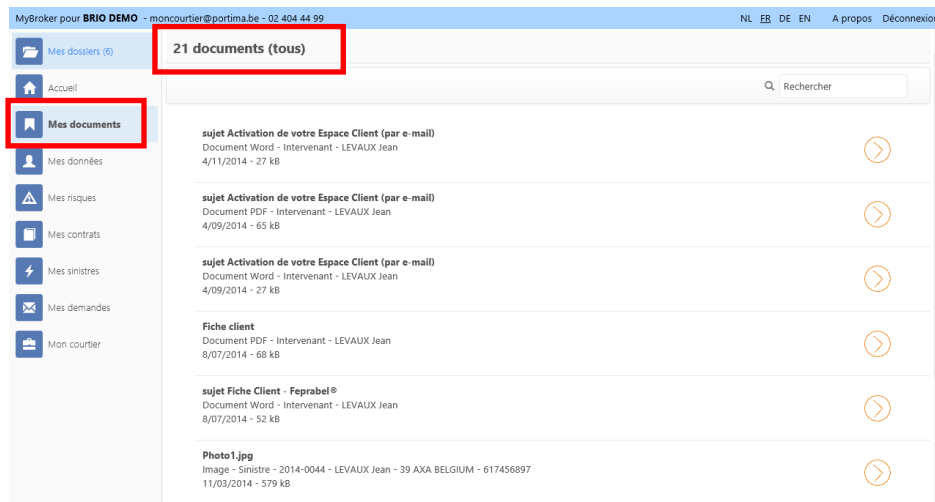 MyBroker pour BRIO DEMO - moncourtier@portima.be - 02 404 44 99
NL FR DE EN A propos Déconnexion
Mes dossiers (6)
Accueil
Mes documents
Mes données
Mes risques
Mes contrats
Mes sinistres
Mes demandes
Mon courtier
21 documents (tous)
Rechercher
sujet Activation de votre Espace Client (par e-mail)
Document Word - Intervenant - LEVAUX Jean
4/11/2014 - 27 kB
sujet Activation de votre Espace Client (par e-mail)
Document PDF - Intervenant - LEVAUX Jean
4/09/2014 - 65 kB
sujet Activation de votre Espace Client (par e-mail)
Document Word - Intervenant - LEVAUX Jean
4/09/2014 - 27 kB
Fiche client
Document PDF - Intervenant - LEVAUX Jean
8/07/2014 - 68 kB
sujet Fiche Client - Feprabel®
Document Word - Intervenant - LEVAUX Jean
8/07/2014 - 52 kB
Photo1.jpg
Image - Sinistre - 2014-0044 - LEVAUX Jean - 39 AXA BELGIUM - 617456897
11/03/2014 - 579 kB